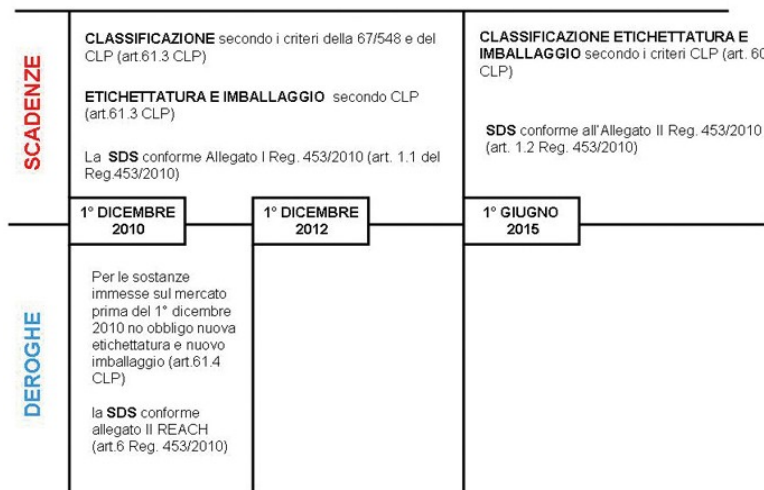 SCADENZE
CLASSIFICAZIONE secondo i criteri della 67/548 e del
CLP (art.61.3 CLP)
ETICHETTATURA E IMBALLAGGIO secondo CLP
(art.61.3 CLP)
La SDS conforme Allegato I Reg. 453/2010 (art. 1.1 del
Reg.453/2010)
CLASSIFICAZIONE ETICHETTATURA E
IMBALLAGGIO secondo i criteri CLP (art. 60
CLP)
SDS conforme all'Allegato II Reg. 453/2010
(art. 1.2 Reg. 453/2010)
1° DICEMBRE
2010
1° DICEMBRE
2012
1° GIUGNO
2015
DEROGHE
Per le sostanze
immesse sul mercato
prima del 1° dicembre
2010 no obbligo nuova
etichettatura e nuovo
imballaggio (art.61.4
CLP)
la SDS conforme
allegato II REACH
(art.6 Reg. 453/2010)